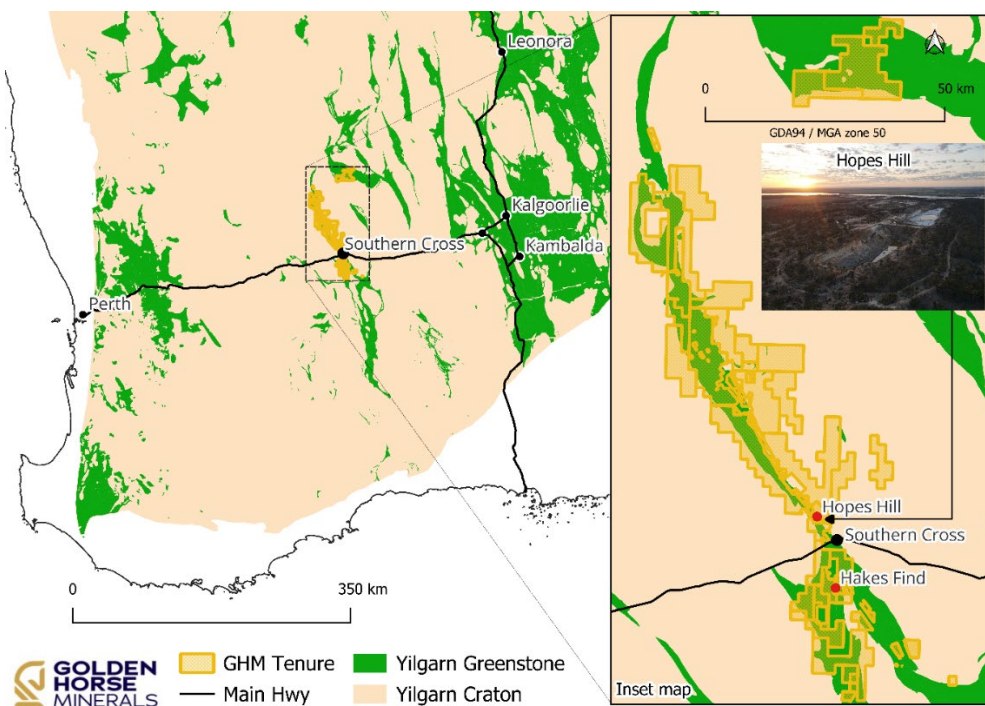 Leonora
Kalgoorlie
Southern Cross
Kambalda
Perth
0
350 km
GOLDEN
HORSE
MINERALS
GHM Tenure
Yilgarn Greenstone
Main Hwy
Yilgarn Craton
0
50 km
GDA94 / MGA zone 50
Hopes Hill
Hopes Hill
Southern Cross
Hakes Find
Inset map